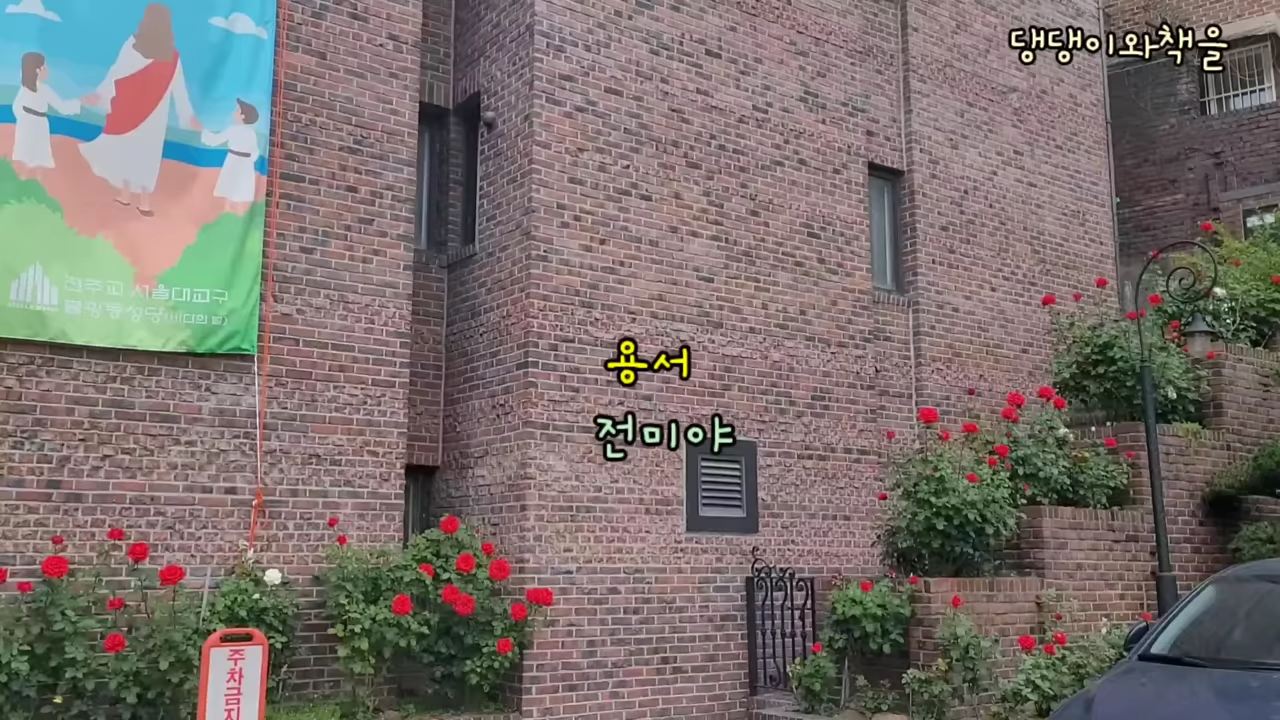 댕댕이와책을
천주교 서울대교구
불광동성당
용서
전미야
주차금지